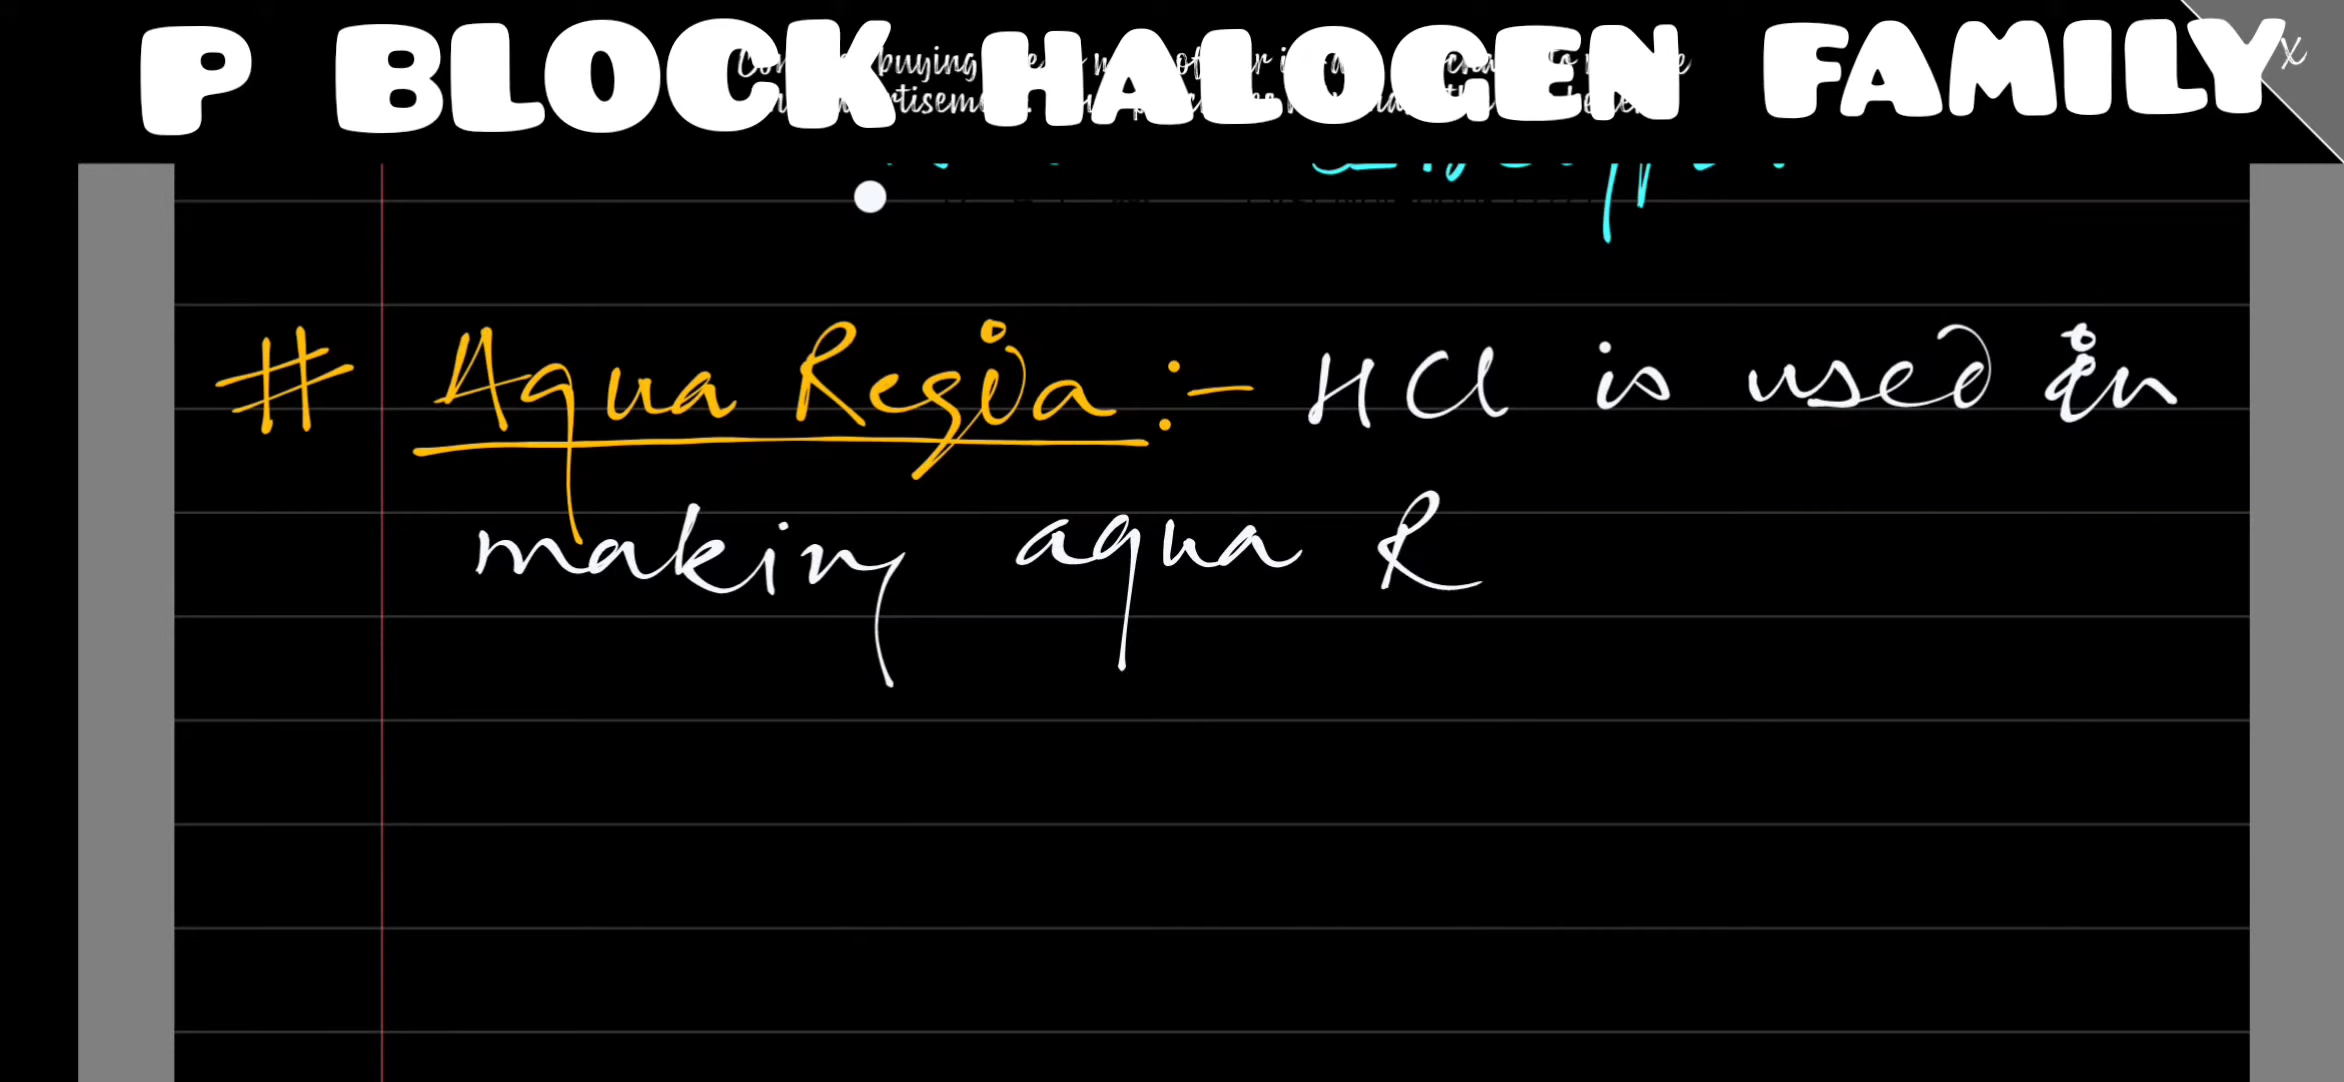 P BLOCK HALOGEN FAMILY
# Aqua Regia :- HCl is used in
making aqua R